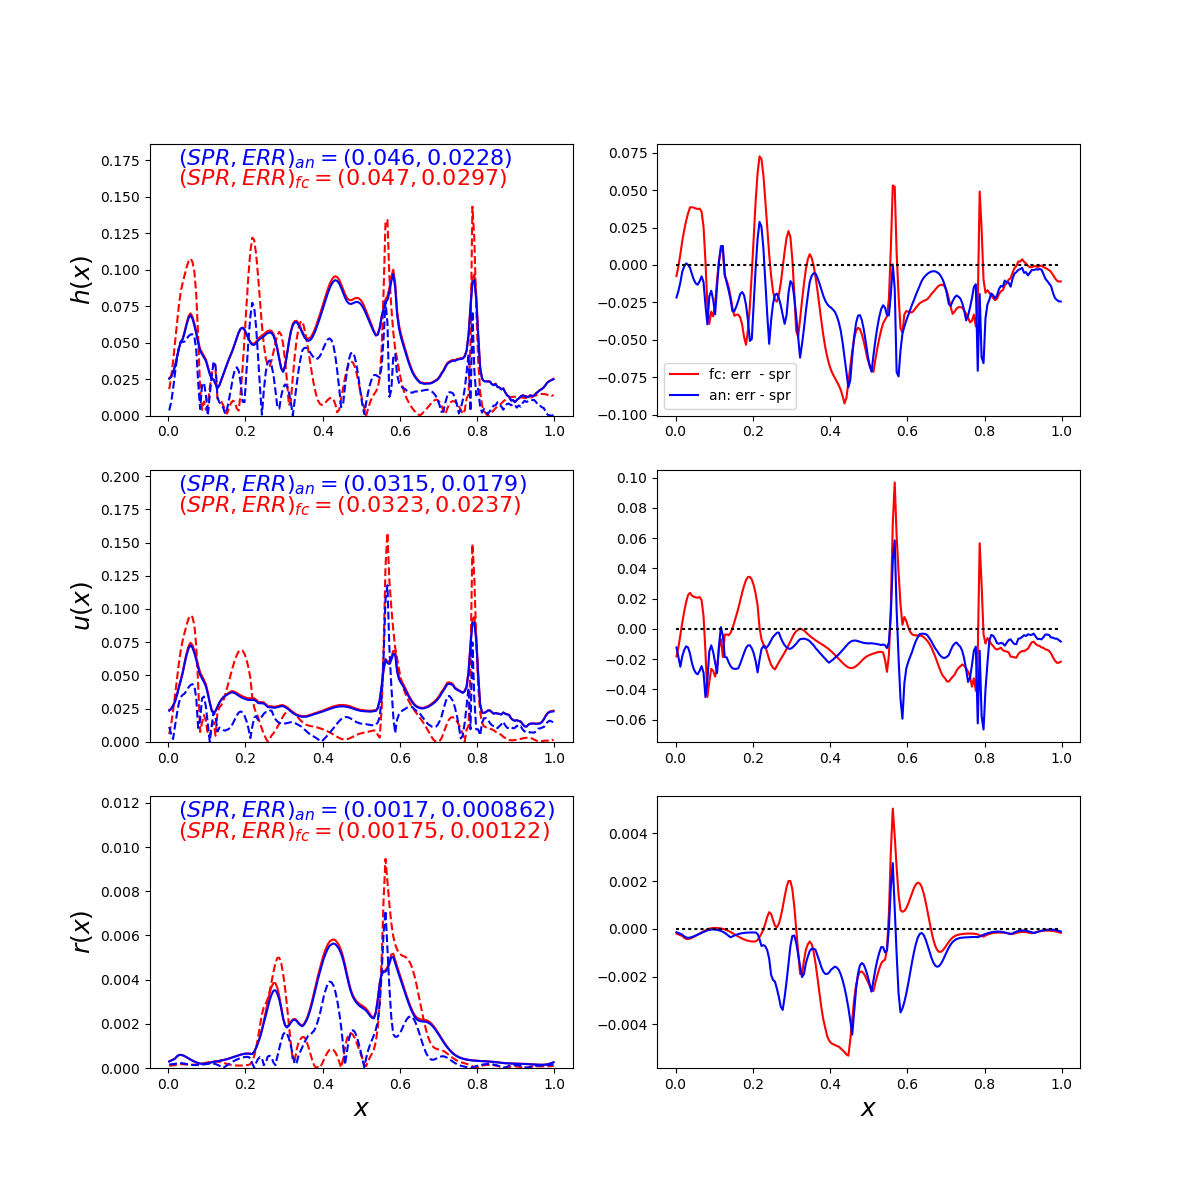 (SPR, ERR)an = (0.046, 0.0228)
(SPR, ERR)fc = (0.047, 0.0297)
h(x)
0.175
0.150
0.125
0.100
0.075
0.050
0.025
0.000
0.0 0.2 0.4 0.6 0.8 1.0
0.075
0.050
0.025
0.000
−0.025
−0.050
−0.075
−0.100
fc: err - spr
an: err - spr
0.0 0.2 0.4 0.6 0.8 1.0
(SPR, ERR)an = (0.0315, 0.0179)
(SPR, ERR)fc = (0.0323, 0.0237)
u(x)
0.200
0.175
0.150
0.125
0.100
0.075
0.050
0.025
0.000
0.0 0.2 0.4 0.6 0.8 1.0
0.10
0.08
0.06
0.04
0.02
0.00
−0.02
−0.04
−0.06
0.0 0.2 0.4 0.6 0.8 1.0
(SPR, ERR)an = (0.0017, 0.000862)
(SPR, ERR)fc = (0.00175, 0.00122)
r(x)
0.012
0.010
0.008
0.006
0.004
0.002
0.000
0.0 0.2 0.4 0.6 0.8 1.0
x
0.004
0.002
0.000
−0.002
−0.004
0.0 0.2 0.4 0.6 0.8 1.0
x